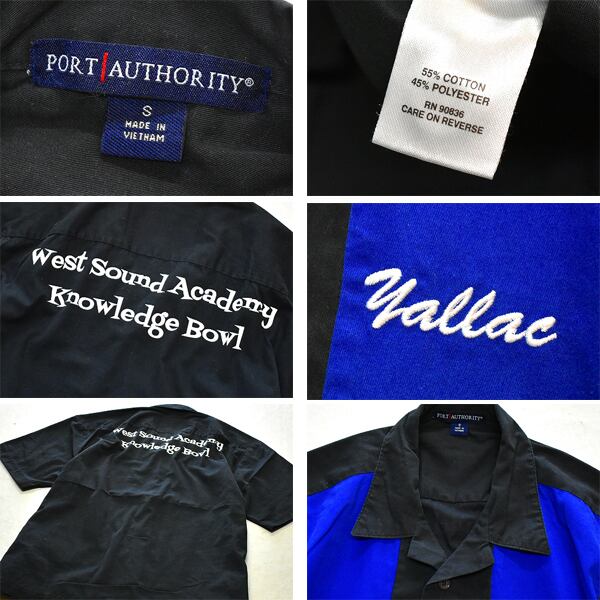 PORT AUTHORITY®
S
MADE IN
VIETNAM
55% COTTON
45% POLYESTER
RN 90836
CARE ON REVERSE
West Sound Academy
Knowledge Bowl
Yallac
West Sound Academy
Knowledge Bowl
PORT AUTHORITY®
S